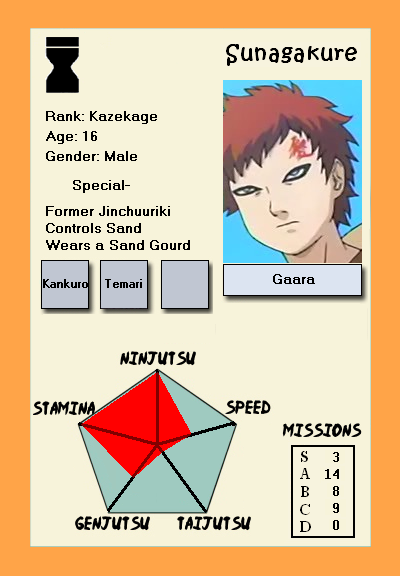 Sunagakure
Rank: Kazekage
Age: 16
Gender: Male
Special-
Former Jinchuuriki
Controls Sand
Wears a Sand Gourd
Kankuro Temari
Gaara
NINJUTSU
STAMINA
SPEED
GENJUTSU
TAIJUTSU
MISSIONS
S 3
A 14
B 8
C 9
D 0